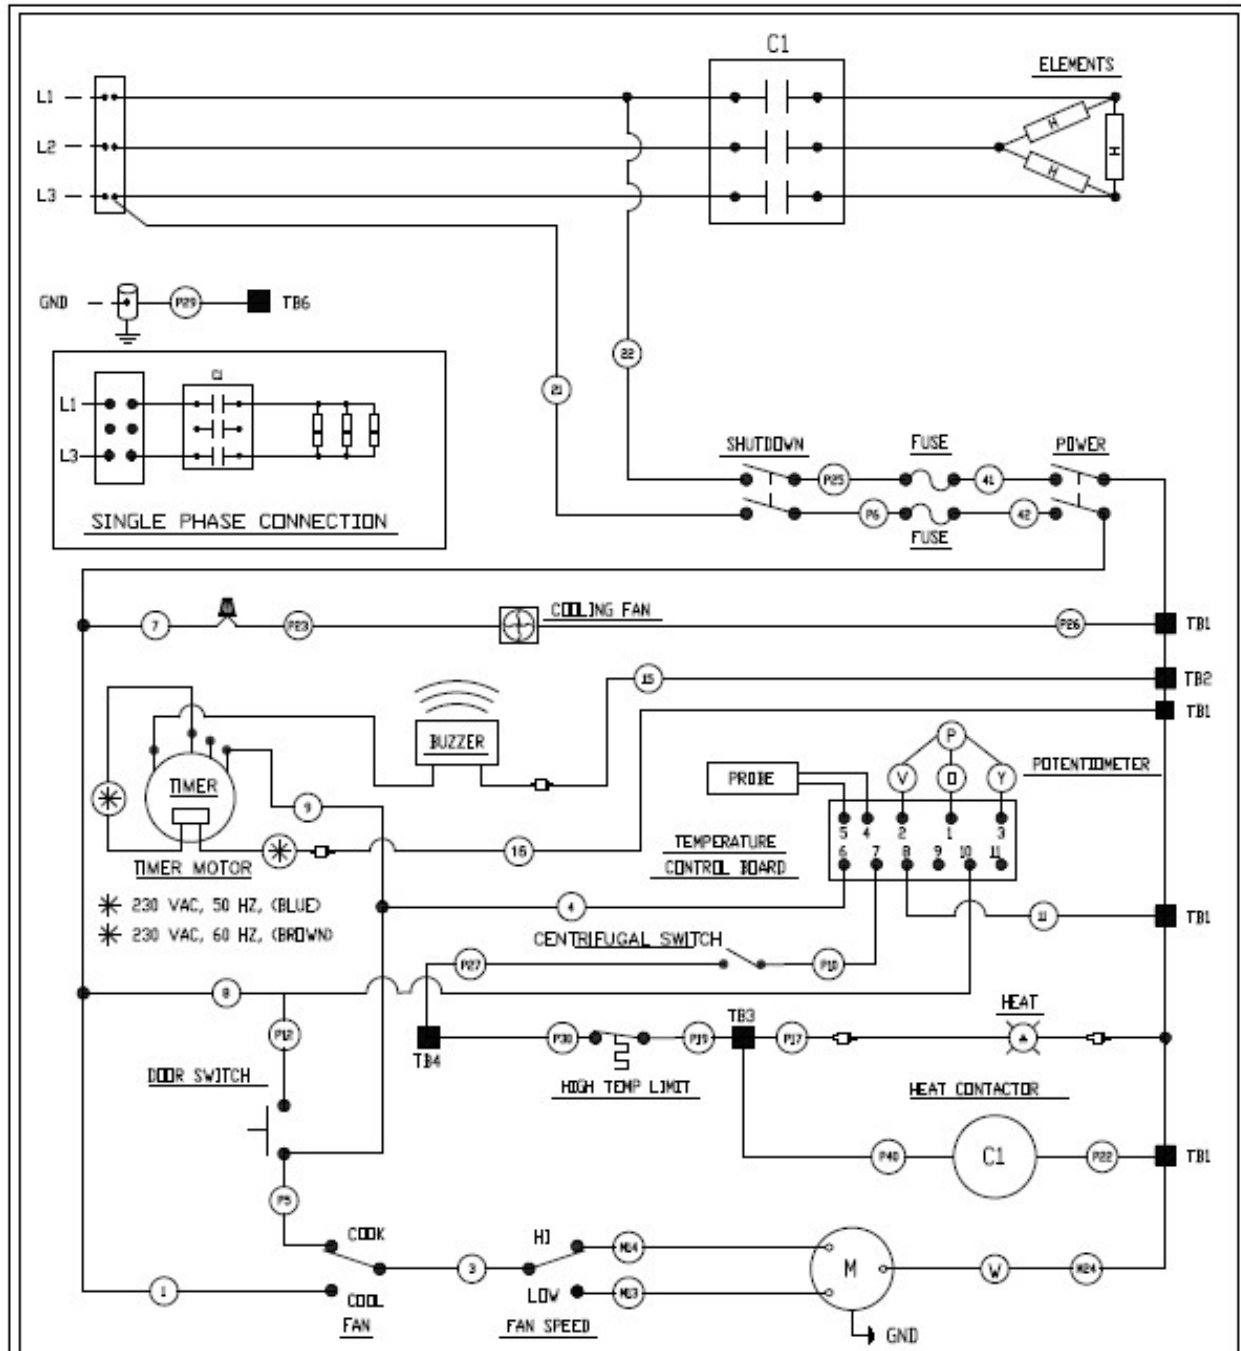 C1
ELEMENTS
L1
H
L2
H
H
L3
GND
P29
TB6
22
21
C1
L1
L3
SINGLE PHASE CONNECTION
SHUTDOWN
FUSE
POWER
P25
41
P6
42
FUSE
7
P23
COOLING FAN
P26
TB1
15
TB2
TB1
BUZZER
P
POTENTIOMETER
TIMER
PROBE
V
O
Y
9
5 4 2 1 3
TEMPERATURE
CONTROL BOARD
6 7 8 9 10 11
16
TIMER MOTOR
230 VAC, 50 HZ, (BLUE)
230 VAC, 60 HZ, (BROWN)
4
11
TB1
CENTRIFUGAL SWITCH
P27
P10
8
HEAT
P12
TB3
P30
P19
P17
A
TB4
HIGH TEMP LIMIT
DOOR SWITCH
HEAT CONTACTOR
P40
C1
P22
TB1
P5
COOK
HI
M14
3
M
W
M24
1
COOL
LOW
M13
FAN
FAN SPEED
GND